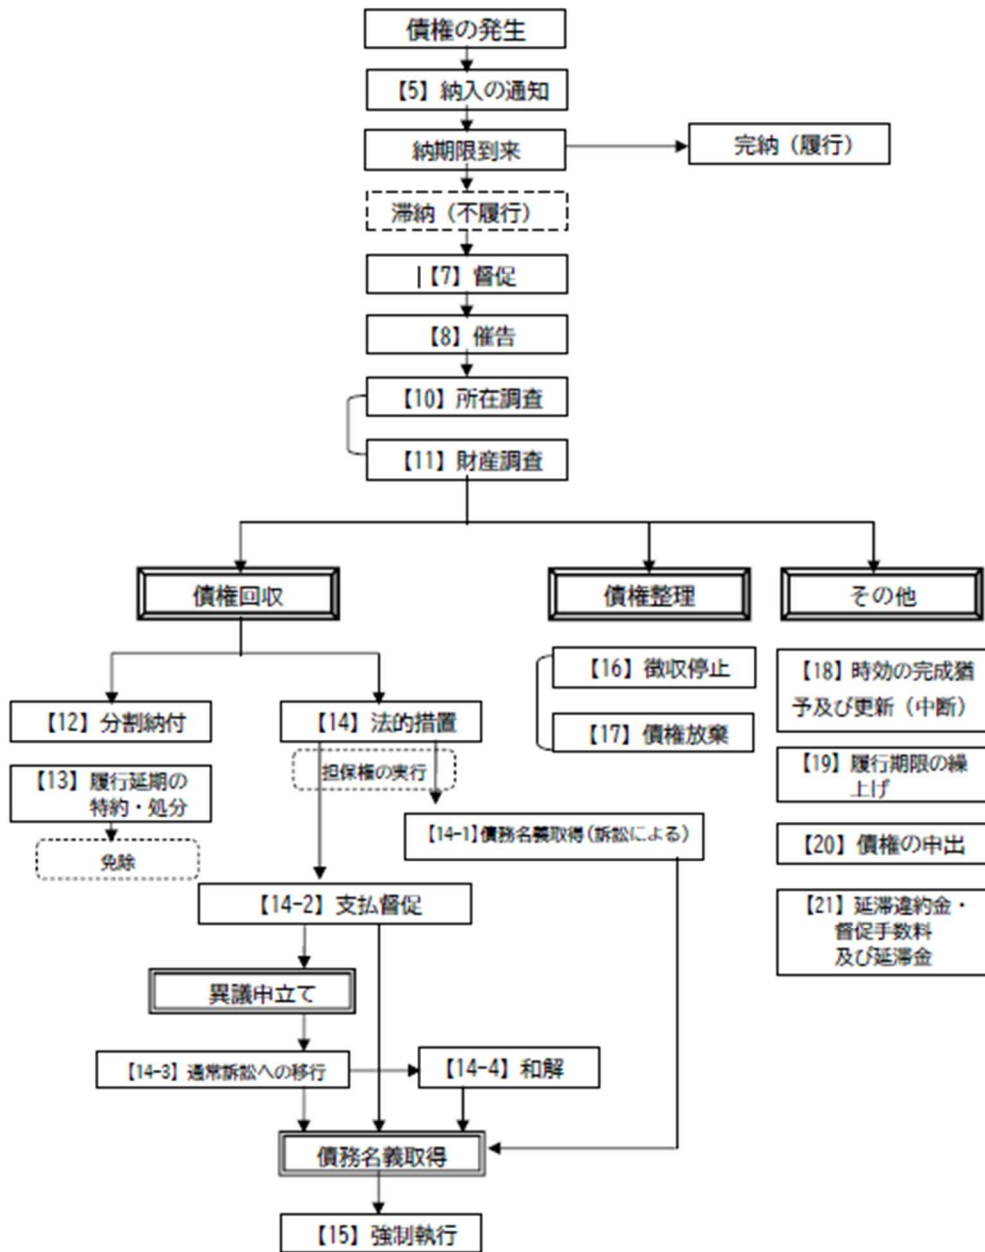 債権の発生
【5】納入の通知
納期限到来
完納（履行）
滞納（不履行）
|【7】督促
【8】催告
【10】所在調査
【11】財産調査
債権回収
債権整理
その他
【12】分割納付
【14】法的措置
【16】徴収停止
【18】時効の完成猶
予及び更新（中断）
【17】債権放棄
【13】履行延期の
特約・処分
担保権の実行
【19】履行期限の繰
上げ
免除
【14-1】債務名義取得（訴訟による）
【20】債権の申出
【14-2】支払督促
【21】延滞違約金・
督促手数料
及び延滞金
異議申立て
【14-3】通常訴訟への移行
【14-4】和解
債務名義取得
【15】強制執行